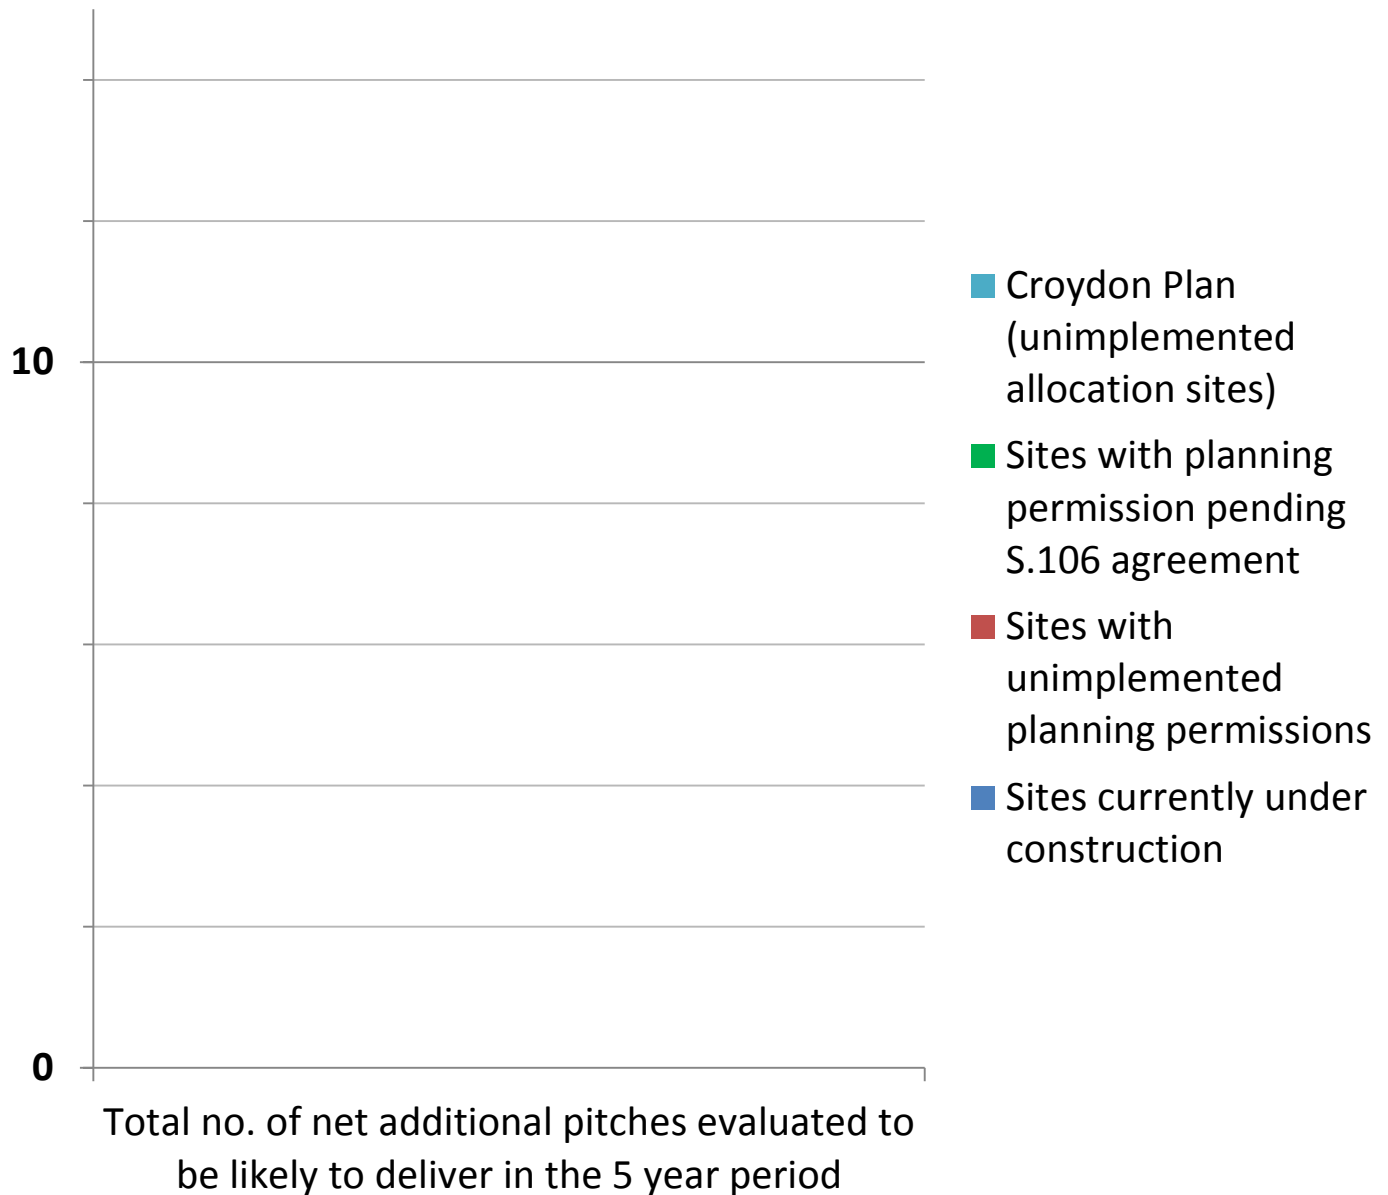 10
0
Total no. of net additional pitches evaluated to
be likely to deliver in the 5 year period
Croydon Plan
(unimplemented
allocation sites)
Sites with planning
permission pending
S.106 agreement
Sites with
unimplemented
planning permissions
Sites currently under
construction